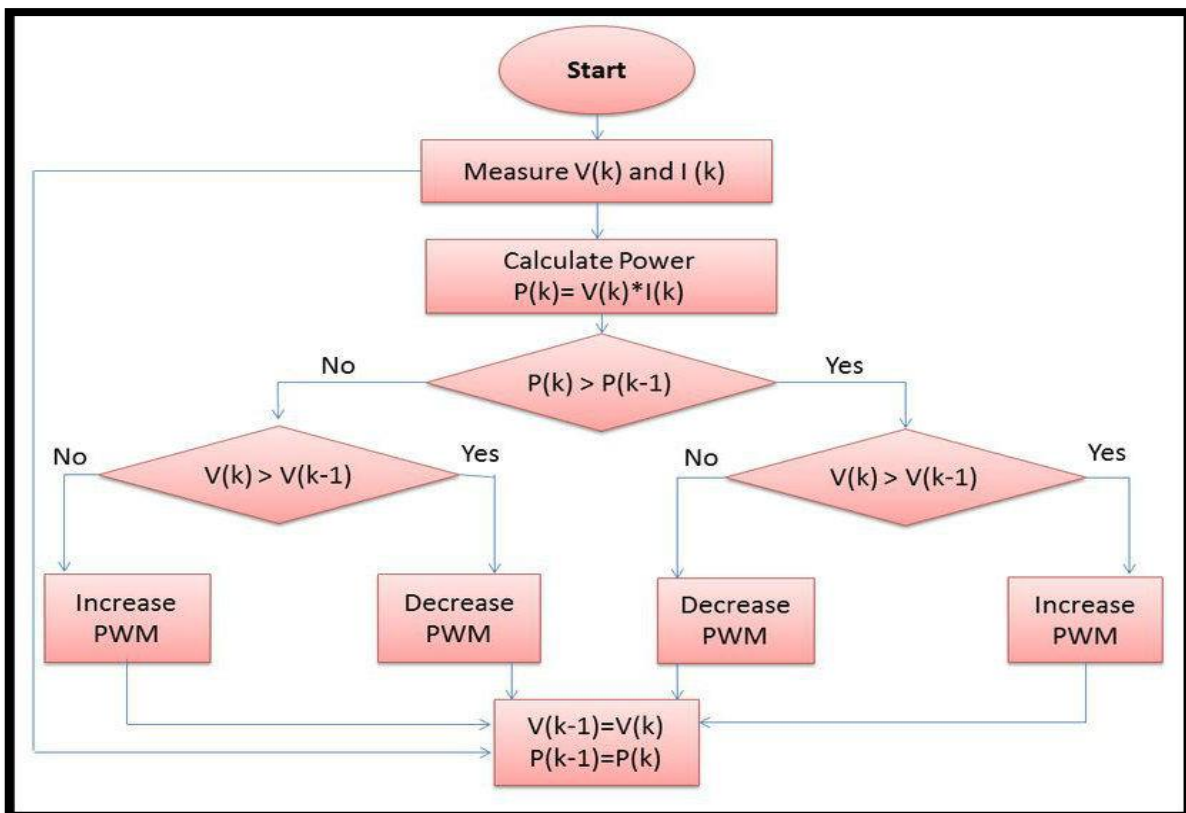 Start
Measure V(k) and I (k)
Calculate Power
P(k)= V(k)*I(k)
No
P(k) > P(k-1)
Yes
No
V(k) > V(k-1)
Yes
No
V(k) > V(k-1)
Yes
Increase
PWM
Decrease
PWM
Decrease
PWM
Increase
PWM
V(k-1)=V(k)
P(k-1)=P(k)